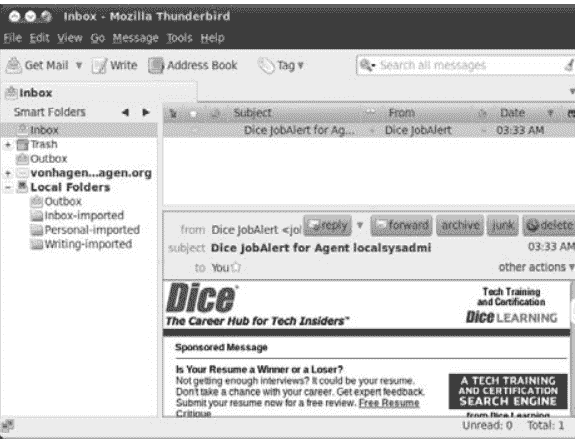 Inbox - Mozilla Thunderbird
File Edit View Go Message Tools Help
Get Mail Write Address Book Tag Search all messages
Inbox
Smart Folders
Subject From Date
Inbox
Dice JobAlert for Ag... Dice JobAlert 03:33 AM
Trash
Outbox
vonhagen...agen.org
Local Folders
Outbox
Inbox-imported
Personal-imported
Writing-imported
from Dice JobAlert <jol reply forward archive junk delete
subject Dice JobAlert for Agent localsysadmi 03:33 AM
to You other actions
Dice
The Career Hub for Tech Insiders™
Tech Training
and Certification
Dice LEARNING
Sponsored Message
Is Your Resume a Winner or a Loser?
Not getting enough interviews? It could be your resume.
Don't take a chance with your career. Get expert feedback.
Submit your resume now for a free review. Free Resume
Critique
A TECH TRAINING
AND CERTIFICATION
SEARCH ENGINE
from Dice Learning
Unread: 0 Total: 1